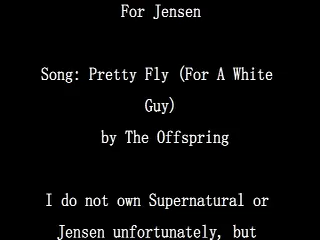 For Jensen
Song: Pretty Fly (For A White
Guy)
by The Offspring
I do not own Supernatural or
Jensen unfortunately, but